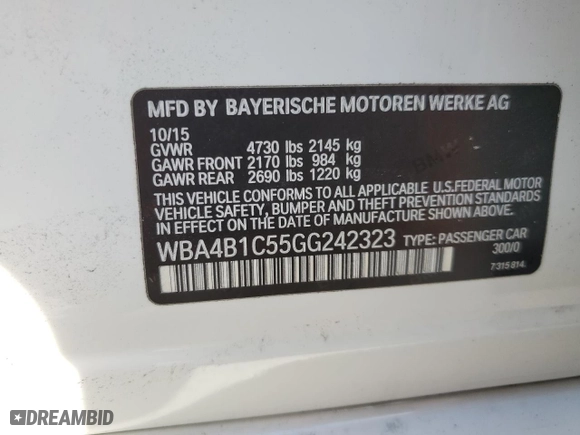 MFD BY BAYERISCHE MOTOREN WERKE AG
10/15
GVWR 4730 lbs 2145 kg
GAWR FRONT 2170 lbs 984 kg
GAWR REAR 2690 lbs 1220 kg
THIS VEHICLE CONFORMS TO ALL APPLICABLE U.S.FEDERAL MOTOR
VEHICLE SAFETY, BUMPER AND THEFT PREVENTION STANDARDS
IN EFFECT ON THE DATE OF MANUFACTURE SHOWN ABOVE.
WBA4B1C55GG242323 TYPE: PASSENGER CAR
300/0
7315814.
DREAMBID